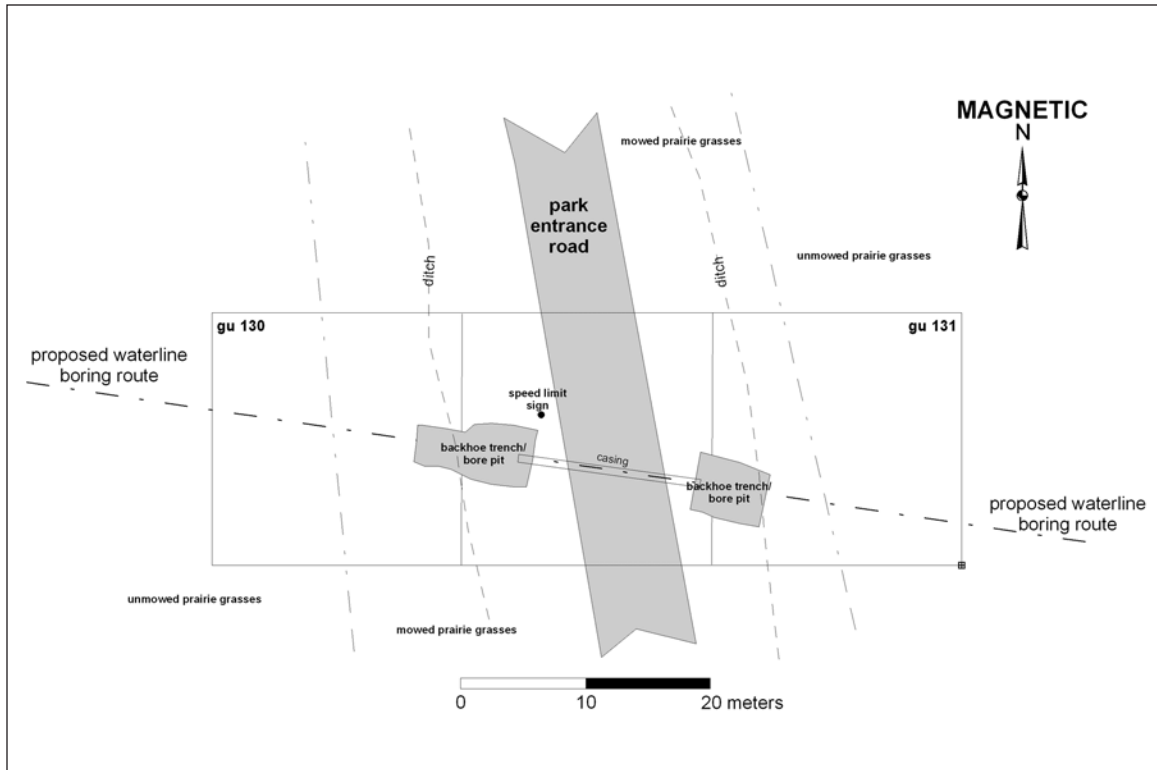 MAGNETIC
N
mowed prairie grasses
park
entrance
road
unmowed prairie grasses
ditch
ditch
gu 130
gu 131
proposed waterline
boring route
speed limit
sign
backhoe trench/
bore pit
casing
backhoe trench/
bore pit
proposed waterline
boring route
unmowed prairie grasses
mowed prairie grasses
0 10 20 meters